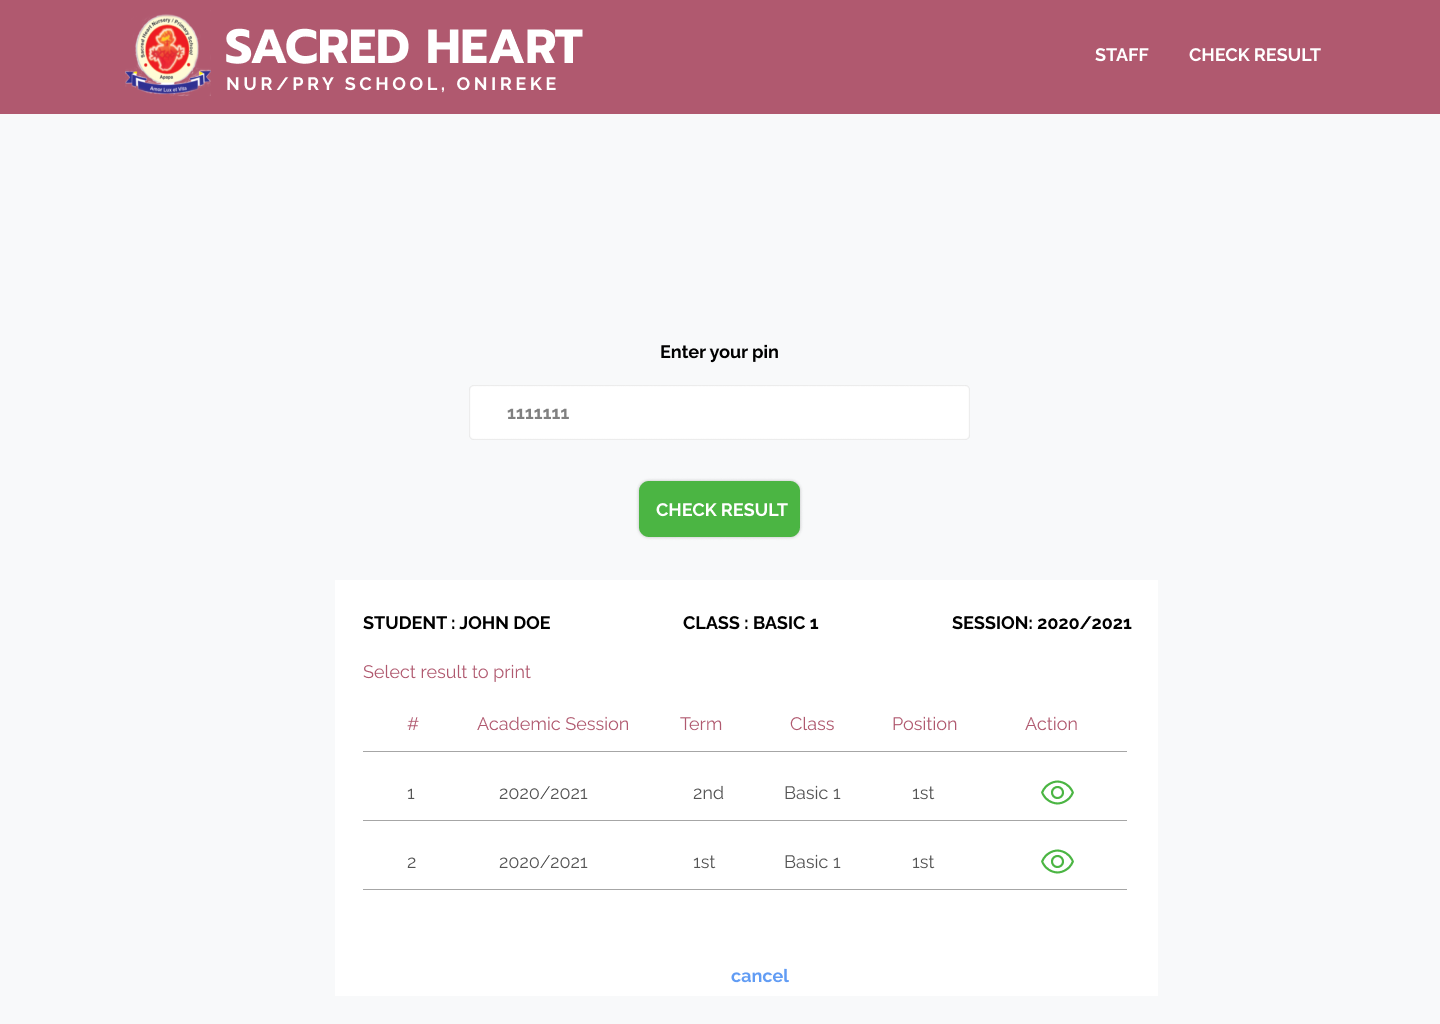 Sacred Heart Nursery / Primary School
Apapa
Amor Lux et Vita
SACRED HEART
NUR/PRY SCHOOL, ONIREKE
STAFF CHECK RESULT
Enter your pin
1111111
CHECK RESULT
STUDENT : JOHN DOE CLASS : BASIC 1 SESSION: 2020/2021
Select result to print
# Academic Session Term Class Position Action
1 2020/2021 2nd Basic 1 1st
2 2020/2021 1st Basic 1 1st
cancel